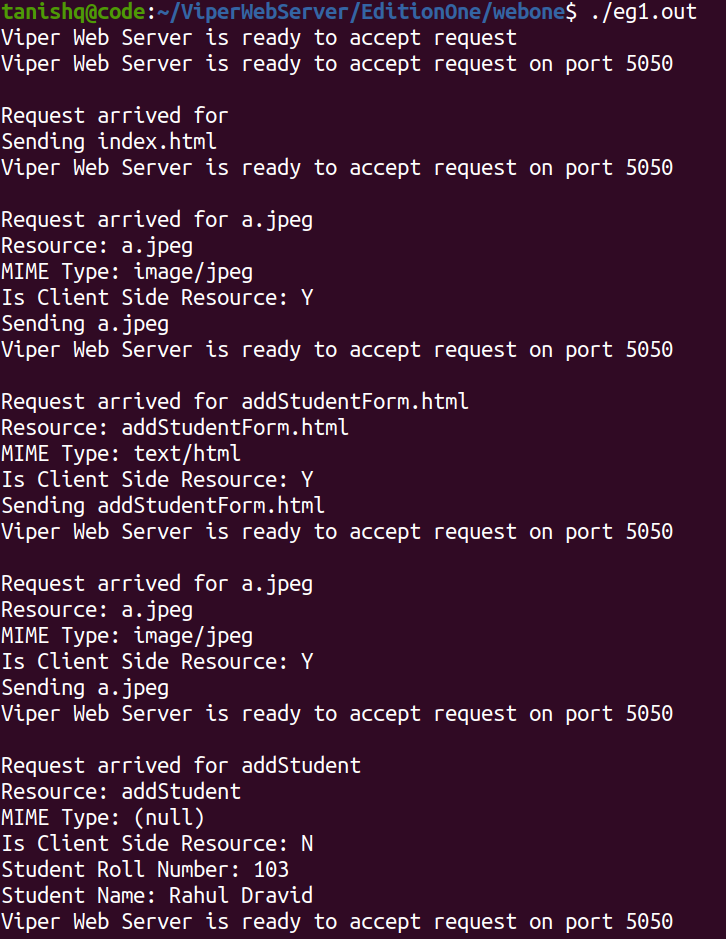 tanishq@code:~/ViperWebServer/EditionOne/webone$ ./eg1.out
Viper Web Server is ready to accept request
Viper Web Server is ready to accept request on port 5050
Request arrived for
Sending index.html
Viper Web Server is ready to accept request on port 5050
Request arrived for a.jpeg
Resource: a.jpeg
MIME Type: image/jpeg
Is Client Side Resource: Y
Sending a.jpeg
Viper Web Server is ready to accept request on port 5050
Request arrived for addStudentForm.html
Resource: addStudentForm.html
MIME Type: text/html
Is Client Side Resource: Y
Sending addStudentForm.html
Viper Web Server is ready to accept request on port 5050
Request arrived for a.jpeg
Resource: a.jpeg
MIME Type: image/jpeg
Is Client Side Resource: Y
Sending a.jpeg
Viper Web Server is ready to accept request on port 5050
Request arrived for addStudent
Resource: addStudent
MIME Type: (null)
Is Client Side Resource: N
Student Roll Number: 103
Student Name: Rahul Dravid
Viper Web Server is ready to accept request on port 5050